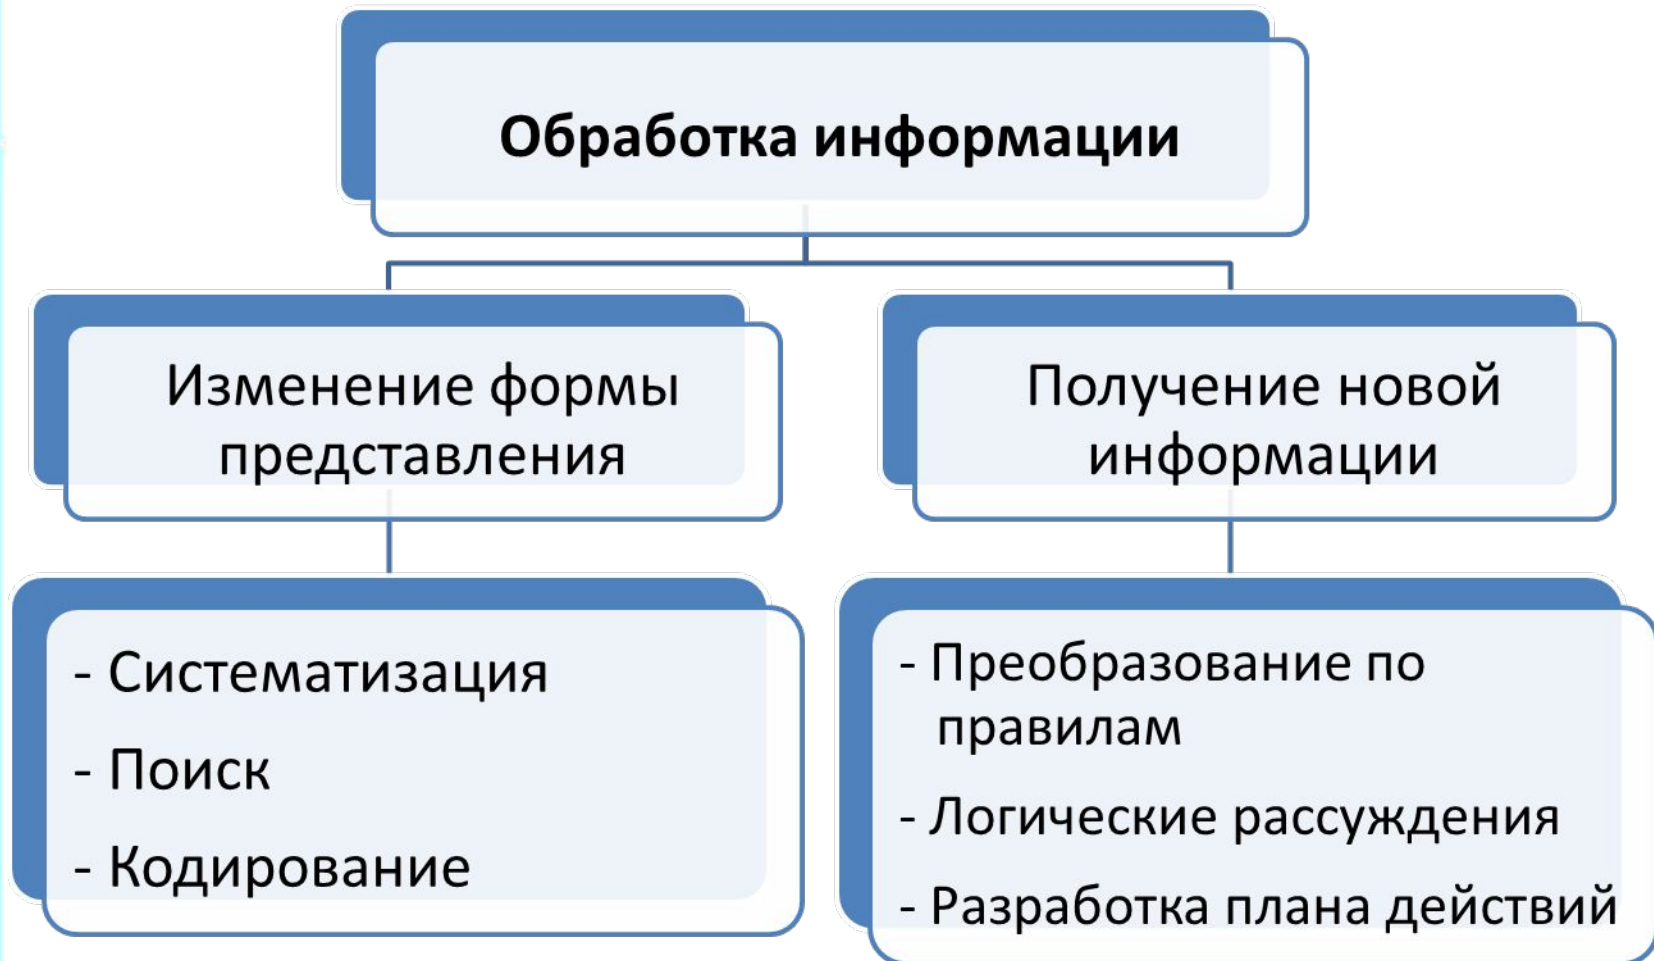 Обработка информации
Изменение формы
представления
Получение новой
информации
- Систематизация
- Поиск
- Кодирование
- Преобразование по
правилам
- Логические рассуждения
- Разработка плана действий